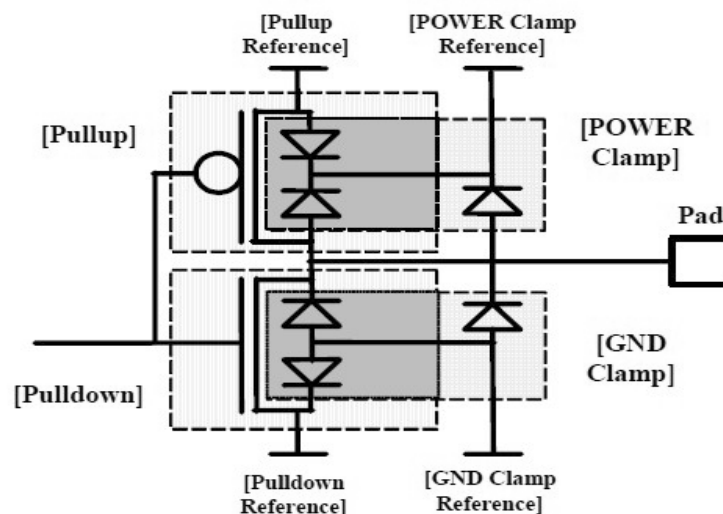 [Pullup
Reference]
[POWER Clamp
Reference]
[Pullup]
[POWER
Clamp]
Pad
[GND
Clamp]
[Pulldown]
[Pulldown
Reference]
[GND Clamp
Reference]